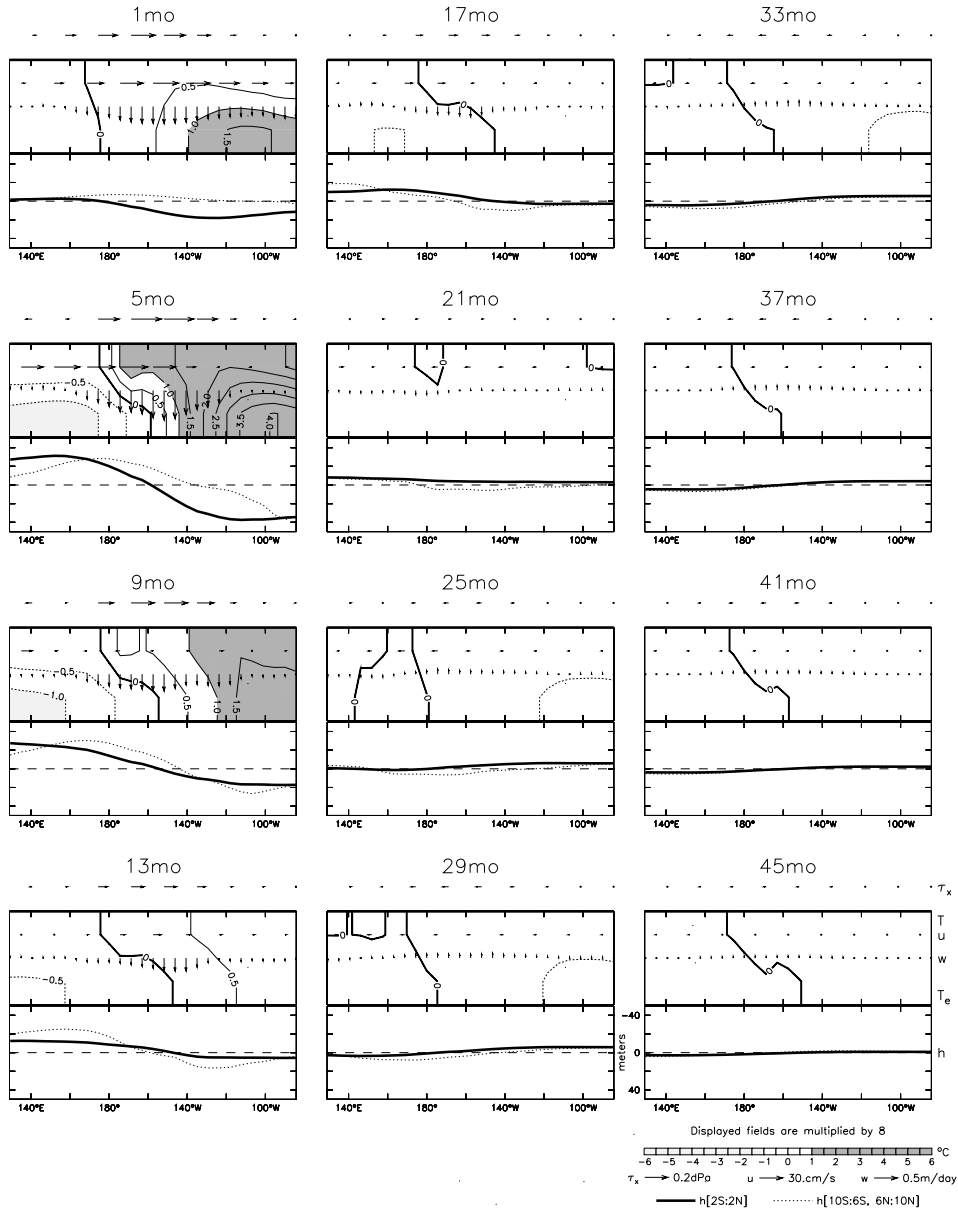 1mo 17mo 33mo
0.5 0 1.0 1.5 0 0
140°E 180° 140°W 100°W 140°E 180° 140°W 100°W 140°E 180° 140°W 100°W
5mo 21mo 37mo
-0.5 0 0.5 1.5 2.0 2.5 3.5 4.0 0 0 0
140°E 180° 140°W 100°W 140°E 180° 140°W 100°W 140°E 180° 140°W 100°W
9mo 25mo 41mo
-0.5 -1.0 0 0.5 1.0 1.5 0 0 0
140°E 180° 140°W 100°W 140°E 180° 140°W 100°W 140°E 180° 140°W 100°W
13mo 29mo 45mo
τx
T
u
w
Te
-0.5 0 0.5 0 0 0
-40
0
40
meters
h
140°E 180° 140°W 100°W 140°E 180° 140°W 100°W 140°E 180° 140°W 100°W
Displayed fields are multiplied by 8
°C
-6 -5 -4 -3 -2 -1 0 1 2 3 4 5 6
τx 0.2dPa u 30.cm/s w 0.5m/day
h[2S:2N] h[10S:6S, 6N:10N]